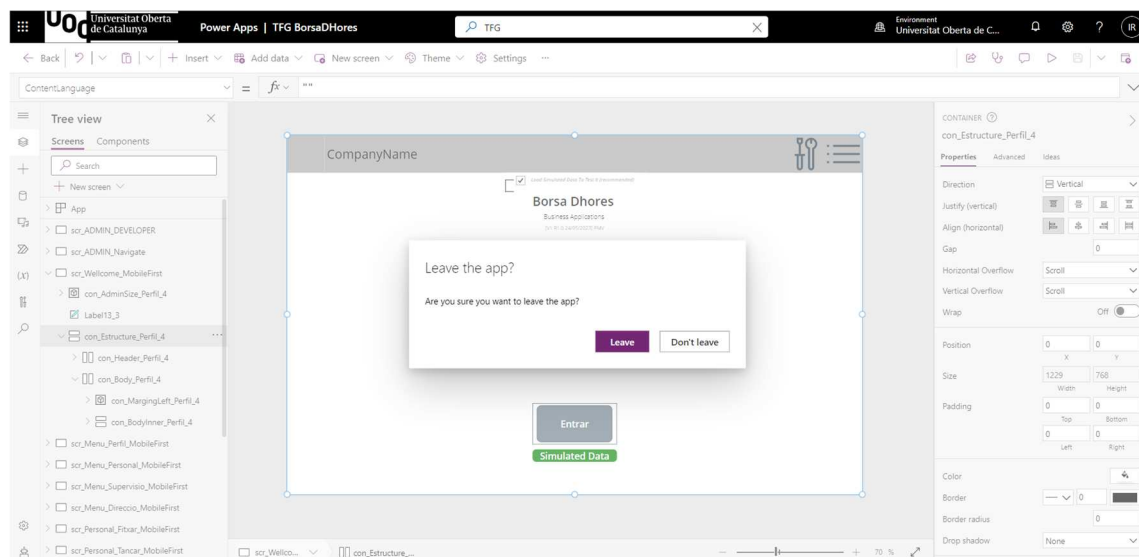 UOC Universitat Oberta
de Catalunya
Power Apps | TFG BorsaDHores
TFG
Environment
Universitat Oberta de C...
IR
Back
Insert
Add data
New screen
Theme
Settings
ContentLanguage
= fx ""
Tree view
Screens Components
Search
New screen
App
scr_ADMIN_DEVELOPER
scr_ADMIN_Navigate
scr_Wellcome_MobileFirst
con_AdminSize_Perfil_4
Label13_3
con_Estructure_Perfil_4
con_Header_Perfil_4
con_Body_Perfil_4
con_MargingLeft_Perfil_4
con_BodyInner_Perfil_4
scr_Menu_Perfil_MobileFirst
scr_Menu_Personal_MobileFirst
scr_Menu_Supervisio_MobileFirst
scr_Menu_Direccio_MobileFirst
scr_Personal_Fitxar_MobileFirst
scr_Personal_Tancar_MobileFirst
CompanyName
Borsa Dhores
Business Applications
Leave the app?
Are you sure you want to leave the app?
Leave Don't leave
Entrar
Simulated Data
scr_Wellco... con_Estructure_...
70 %
CONTAINER
con_Estructure_Perfil_4
Properties Advanced Ideas
Direction Vertical
Justify (vertical)
Align (horizontal)
Gap 0
Horizontal Overflow Scroll
Vertical Overflow Scroll
Wrap Off
Position 0 0
X Y
Size 1229 768
Width Height
Padding 0 0
Top Bottom
0 0
Left Right
Color
Border 0
Border radius 0
Drop shadow None